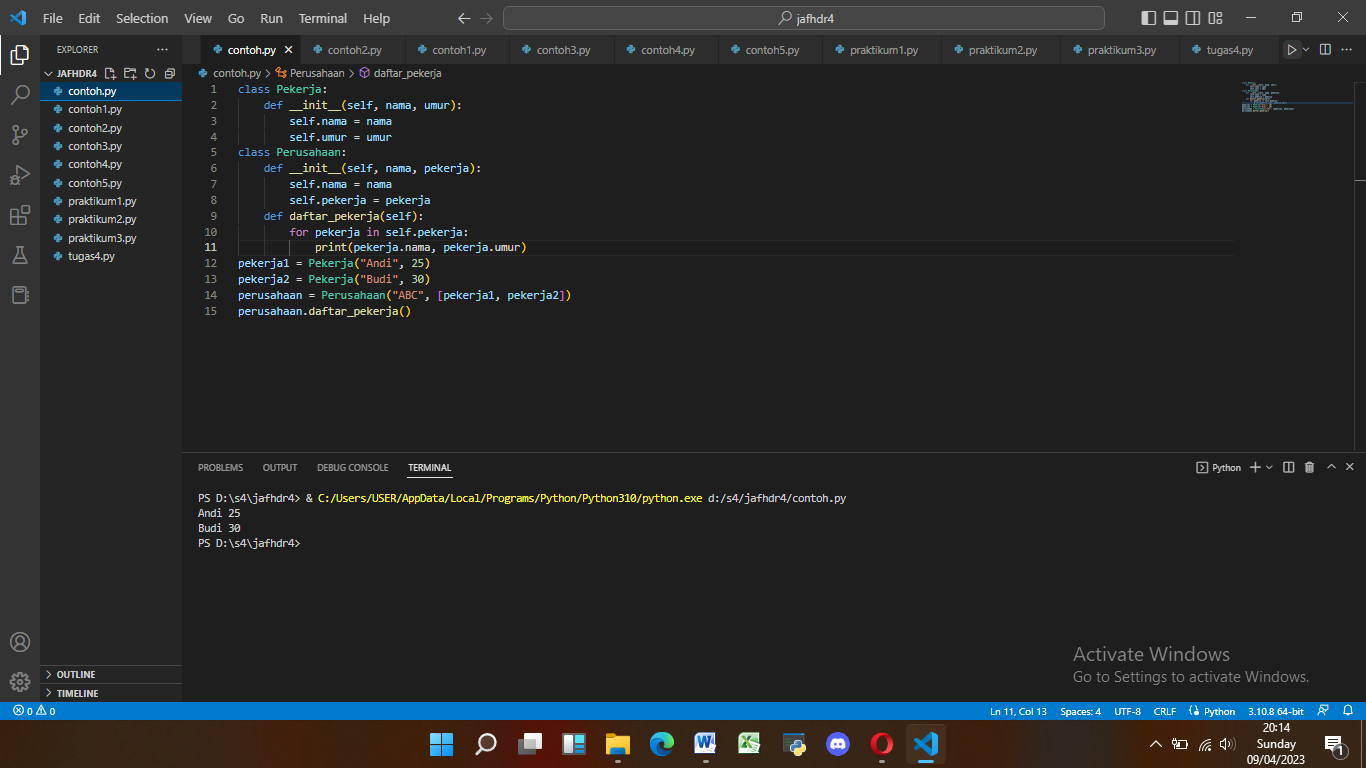 File Edit Selection View Go Run Terminal Help
jafhdr4
EXPLORER
contoh.py contoh2.py contoh1.py contoh3.py contoh4.py contoh5.py praktikum1.py praktikum2.py praktikum3.py tugas4.py
JAFHDR4
contoh.py
contoh1.py
contoh2.py
contoh3.py
contoh4.py
contoh5.py
praktikum1.py
praktikum2.py
praktikum3.py
tugas4.py
OUTLINE
TIMELINE
contoh.py > Perusahaan > daftar_pekerja
1 class Pekerja:
2 def __init__(self, nama, umur):
3 self.nama = nama
4 self.umur = umur
5 class Perusahaan:
6 def __init__(self, nama, pekerja):
7 self.nama = nama
8 self.pekerja = pekerja
9 def daftar_pekerja(self):
10 for pekerja in self.pekerja:
11 print(pekerja.nama, pekerja.umur)
12 pekerja1 = Pekerja("Andi", 25)
13 pekerja2 = Pekerja("Budi", 30)
14 perusahaan = Perusahaan("ABC", [pekerja1, pekerja2])
15 perusahaan.daftar_pekerja()
PROBLEMS OUTPUT DEBUG CONSOLE TERMINAL
Python
PS D:\s4\jafhdr4> & C:/Users/USER/AppData/Local/Programs/Python/Python310/python.exe d:/s4/jafhdr4/contoh.py
Andi 25
Budi 30
PS D:\s4\jafhdr4>
Activate Windows
Go to Settings to activate Windows.
0 0
Ln 11, Col 13 Spaces: 4 UTF-8 CRLF Python 3.10.8 64-bit
20:14
Sunday
09/04/2023
1